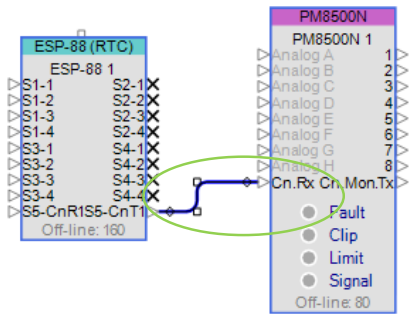 ESP-88 (RTC)
ESP-88 1
S1-1 S2-1
S1-2 S2-2
S1-3 S2-3
S1-4 S2-4
S3-1 S4-1
S3-2 S4-2
S3-3 S4-3
S3-4 S4-4
S5-CnR1S5-CnT1
Off-line: 160
PM8500N
PM8500N 1
Analog A 1
Analog B 2
Analog C 3
Analog D 4
Analog E 5
Analog F 6
Analog G 7
Analog H 8
Cn.Rx Cn.Mon.Tx
Fault
Clip
Limit
Signal
Off-line: 80